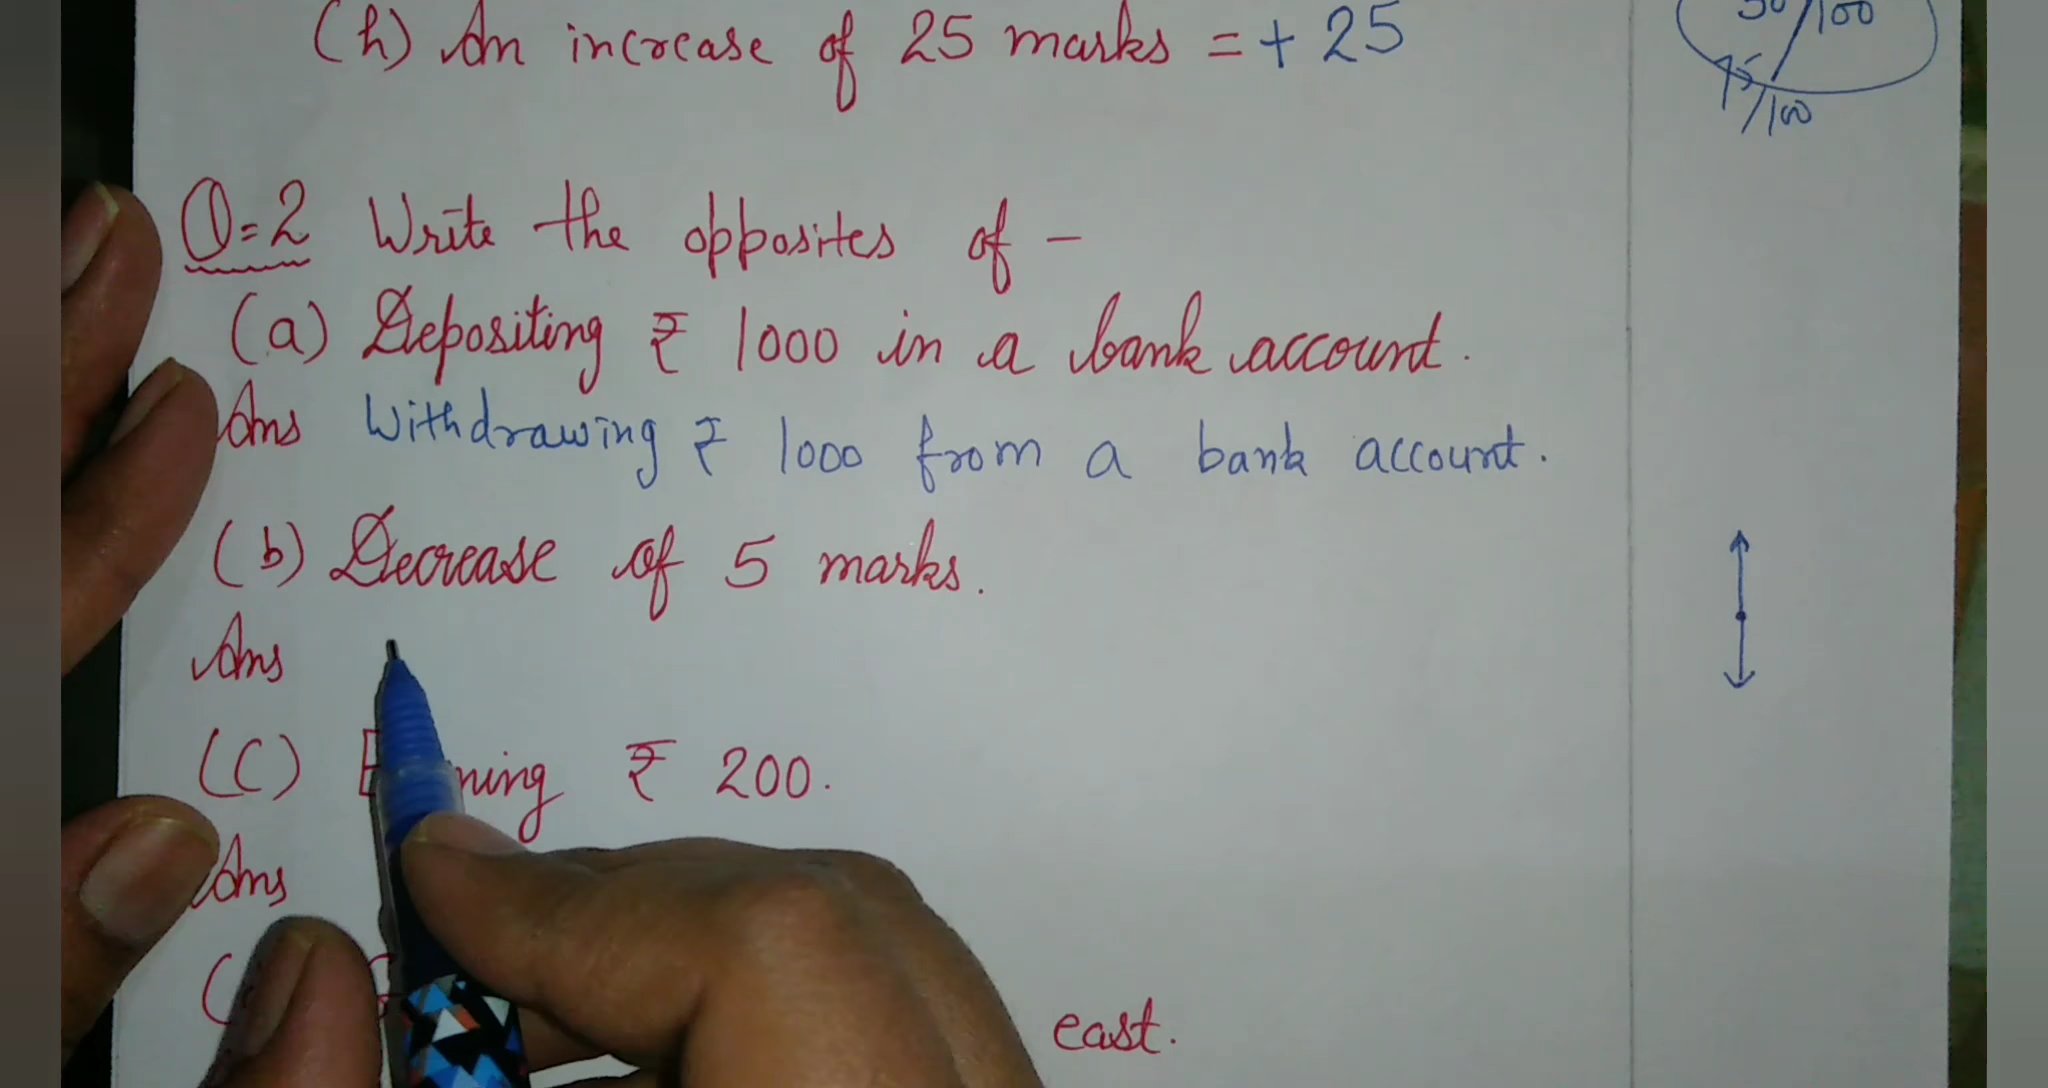 (h) An increase of 25 marks = + 25
50/100
75/100
Q=2 Write the opposites of -
(a) Depositing ₹ 1000 in a bank account.
Ans Withdrawing ₹ 1000 from a bank account.
(b) Decrease of 5 marks.
Ans
(C) ₹ 200.
Ans
east.